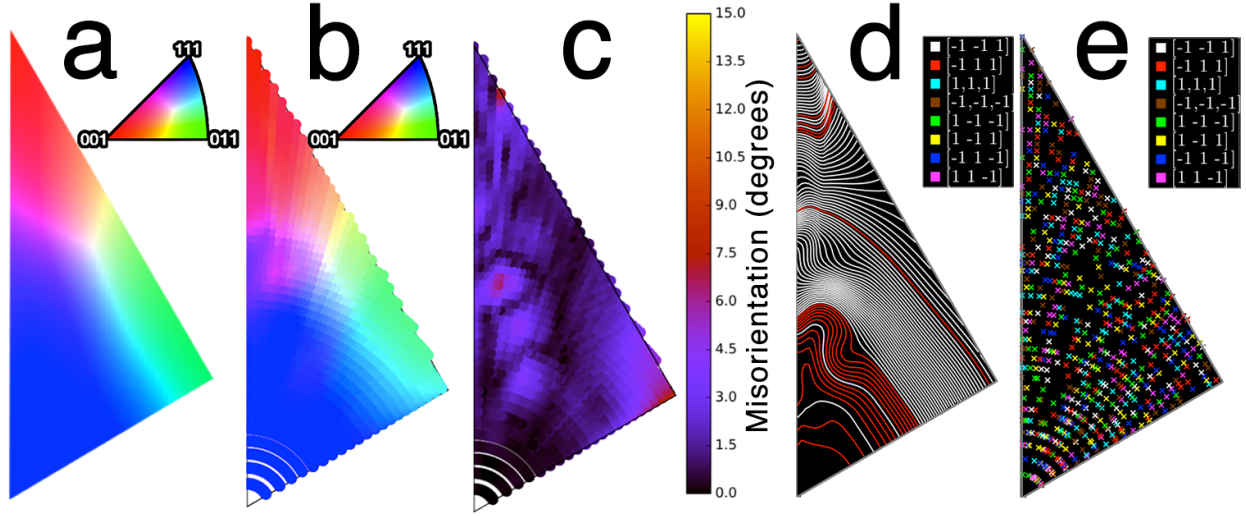 a
111
001
011
b
111
001
011
c
15.0
13.5
12.0
10.5
9.0
7.5
6.0
4.5
3.0
1.5
0.0
Misorientation (degrees)
d
[-1 -1 1]
[-1 1 1]
[1,1,1]
[-1,-1,-1]
[1 -1 -1]
[1 -1 1]
[-1 1 -1]
[1 1 -1]
e
[-1 -1 1]
[-1 1 1]
[1,1,1]
[-1,-1,-1]
[1 -1 -1]
[1 -1 1]
[-1 1 -1]
[1 1 -1]